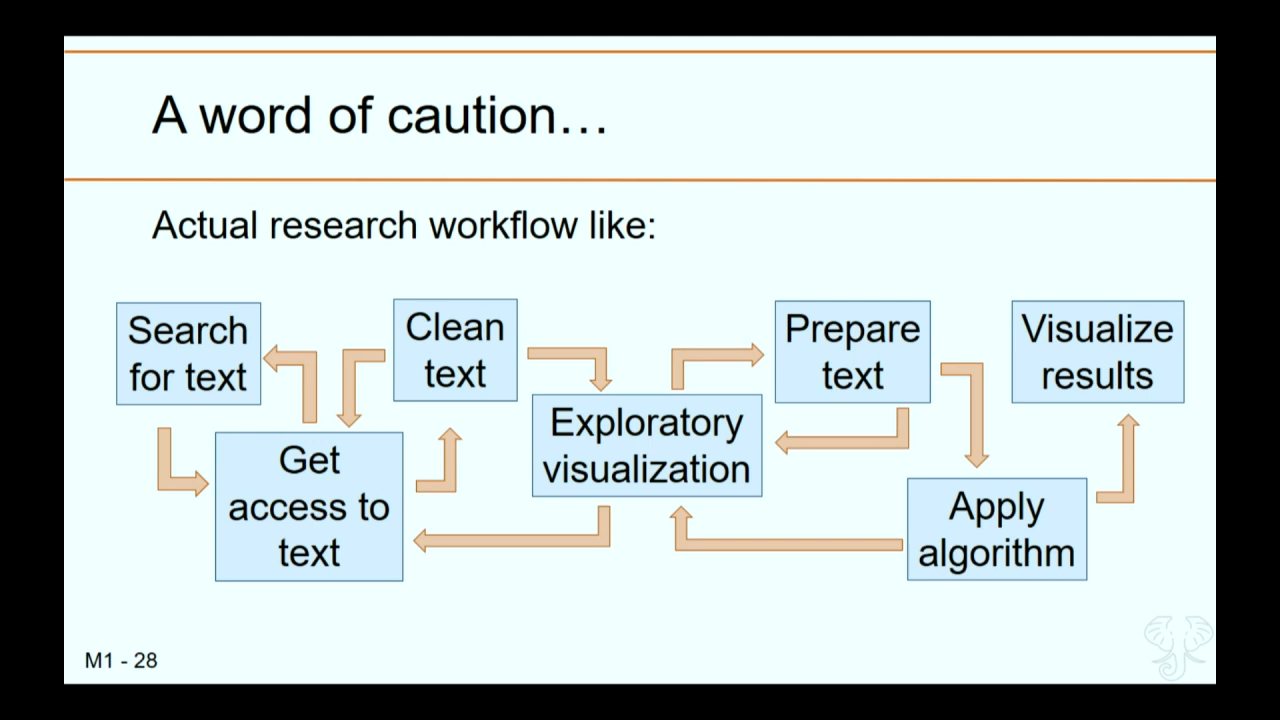 A word of caution…
Actual research workflow like:
Search
for text
Get
access to
text
Clean
text
Exploratory
visualization
Prepare
text
Apply
algorithm
Visualize
results
M1 - 28